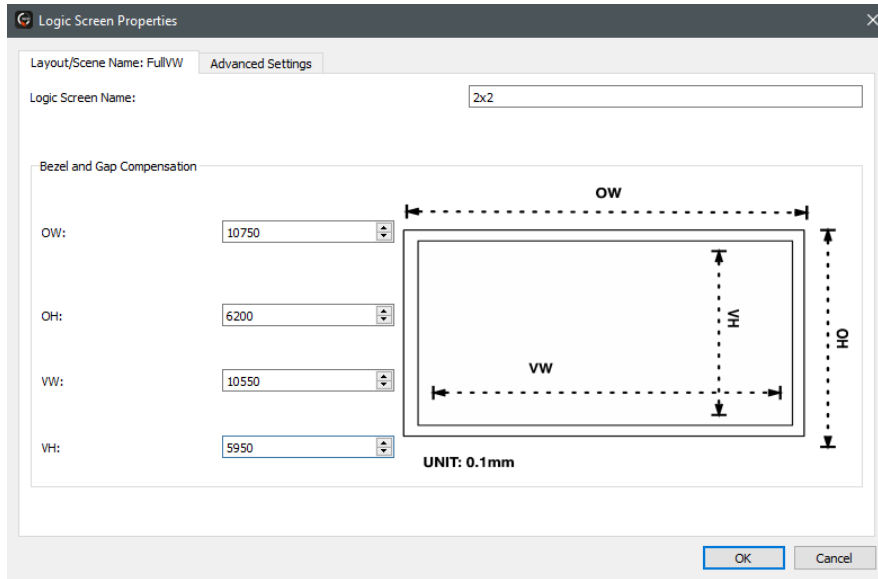 Logic Screen Properties
Layout/Scene Name: FullVW
Advanced Settings
Logic Screen Name:
2x2
Bezel and Gap Compensation
OW
OW:
10750
OH:
6200
VH
OH
VW:
10550
VW
VH:
5950
UNIT: 0.1mm
OK
Cancel